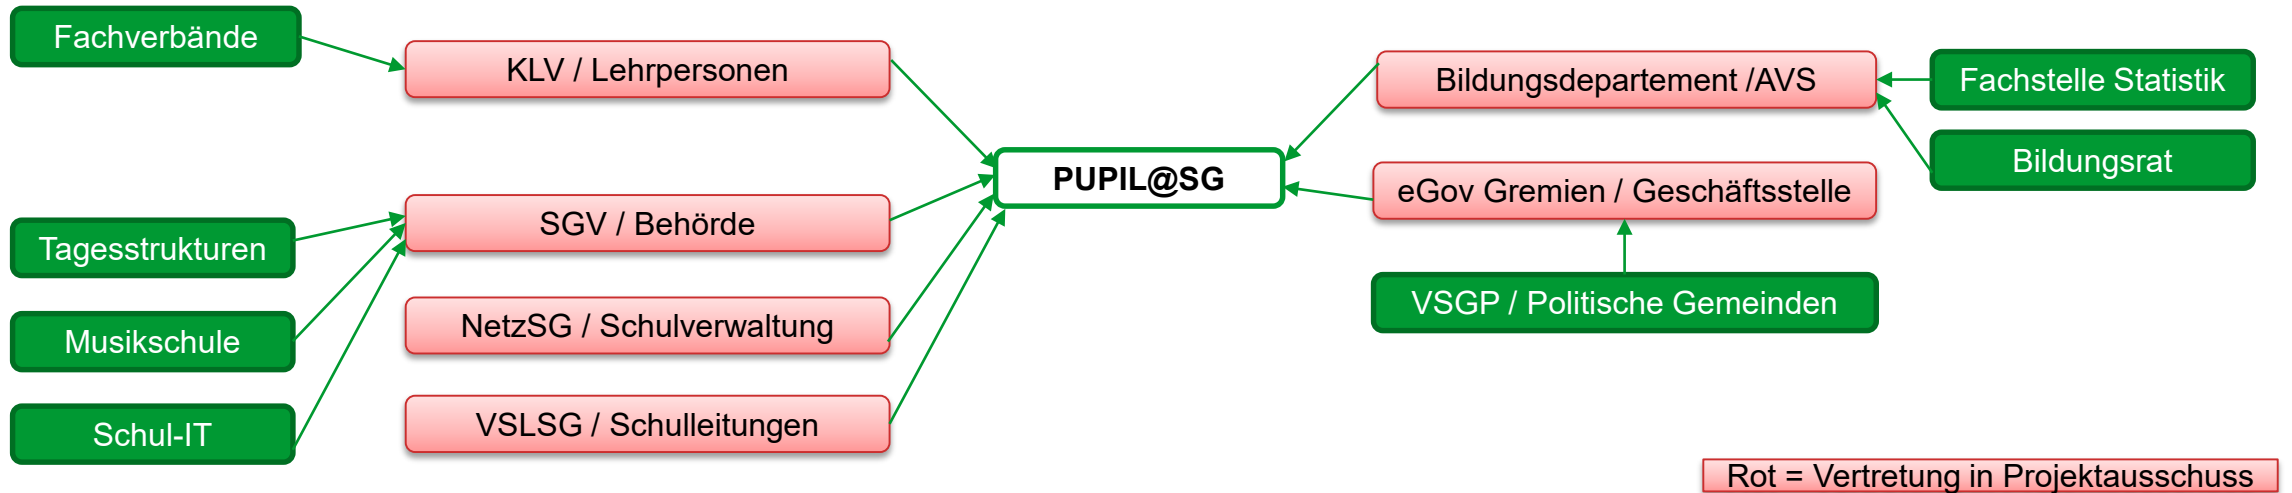 Fachverbände
KLV / Lehrpersonen
Tagesstrukturen
Musikschule
Schul-IT
SGV / Behörde
NetzSG / Schulverwaltung
VSLSG / Schulleitungen
PUPIL@SG
Bildungsdepartement /AVS
eGov Gremien / Geschäftsstelle
VSGP / Politische Gemeinden
Fachstelle Statistik
Bildungsrat
Rot = Vertretung in Projektausschuss